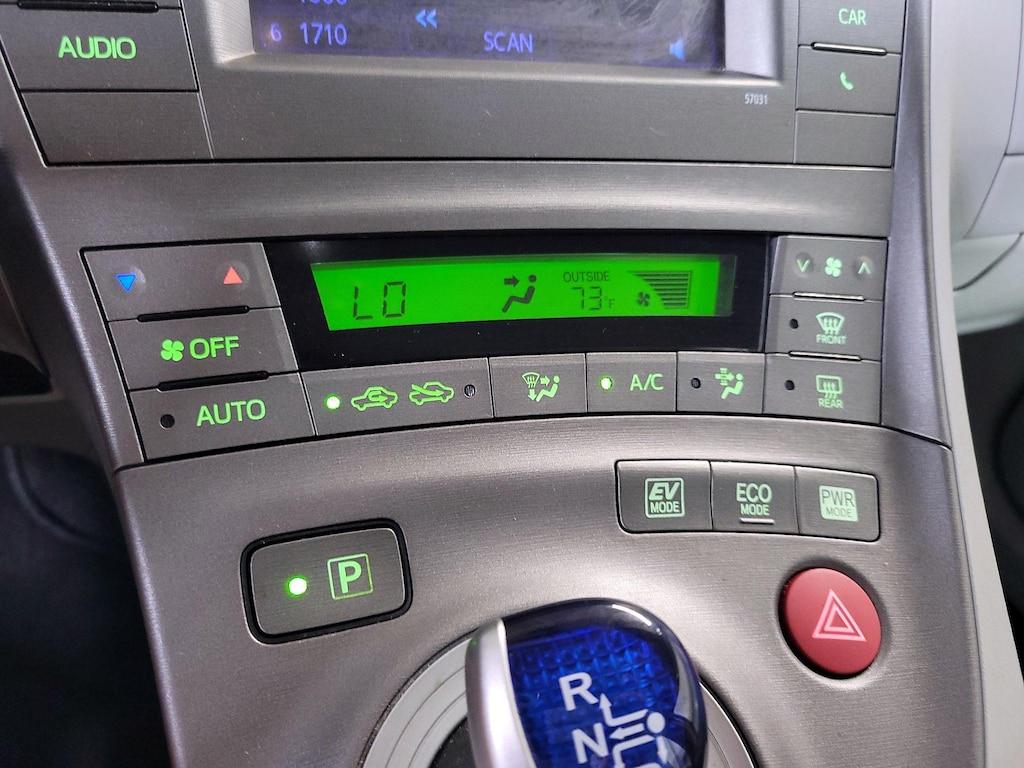 AUDIO
6 1710
SCAN
CAR
57031
LO
OUTSIDE
73°F
OFF
AUTO
A/C
FRONT
REAR
EV
MODE
ECO
MODE
PWR
MODE
P
R
N